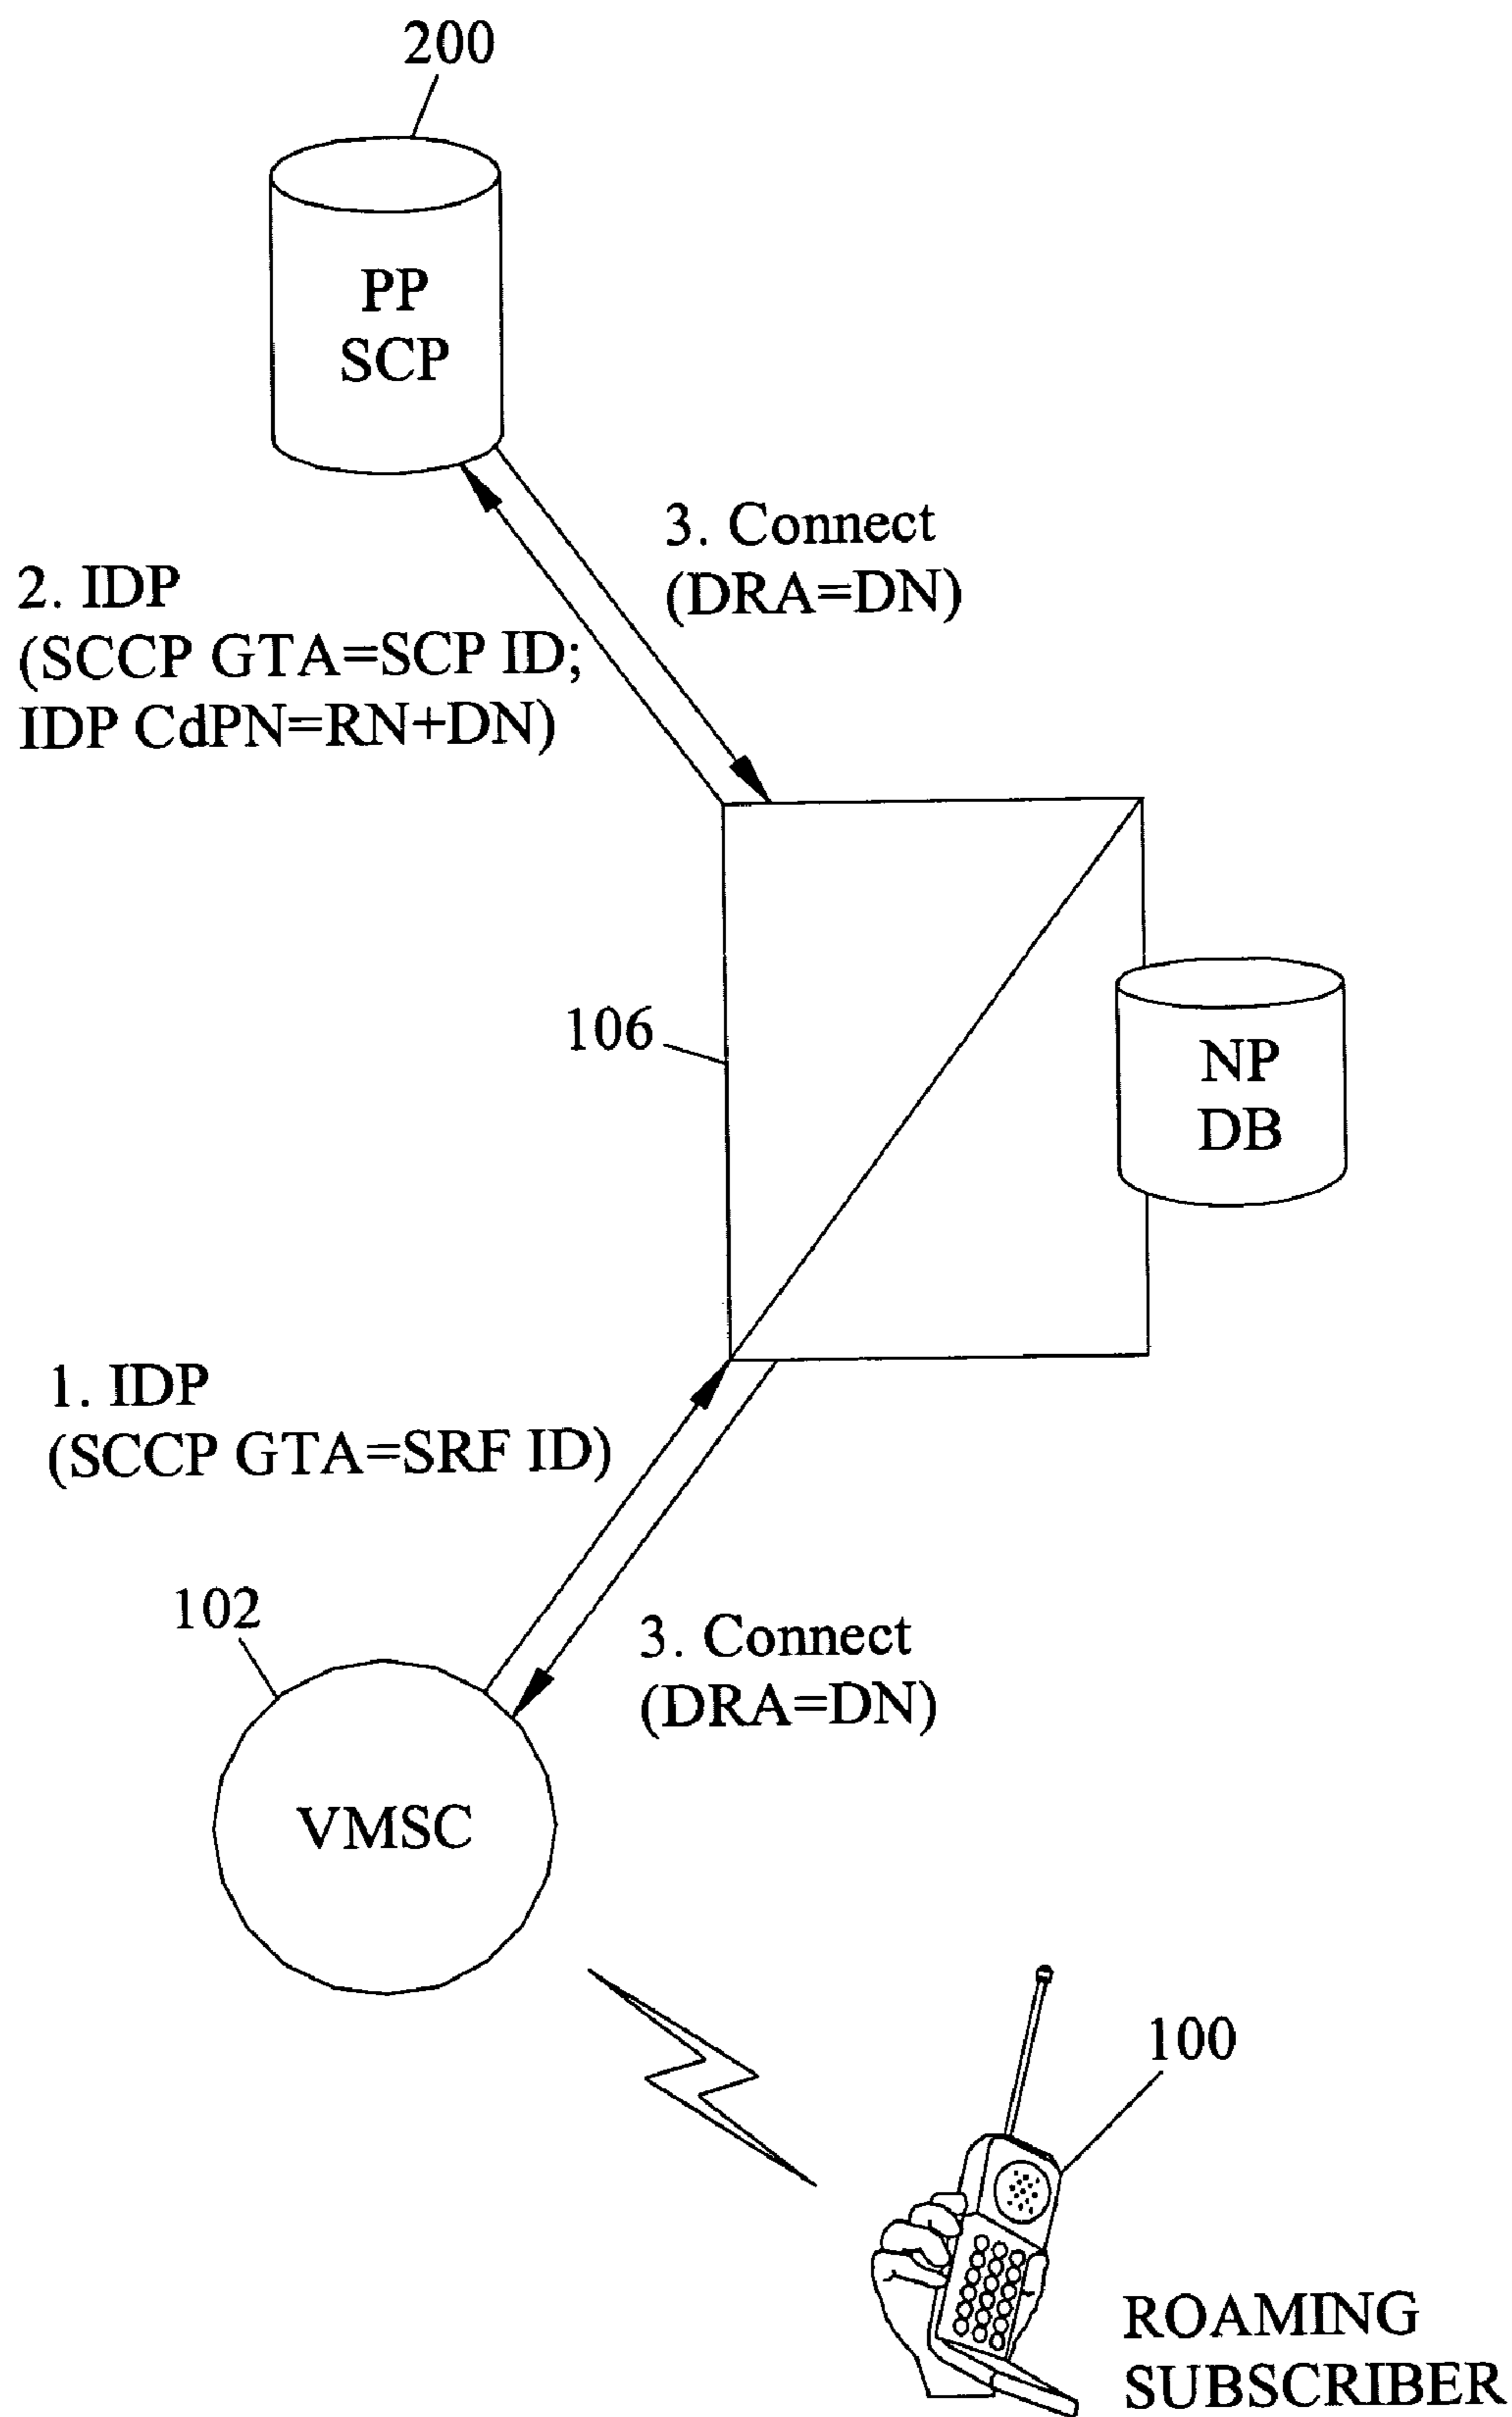 200
PP
SCP
3. Connect
(DRA=DN)
2. IDP
(SCCP GTA=SCP ID;
IDP CdPN=RN+DN)
106
NP
DB
1. IDP
(SCCP GTA=SRF ID)
102
3. Connect
(DRA=DN)
VMSC
100
ROAMING
SUBSCRIBER